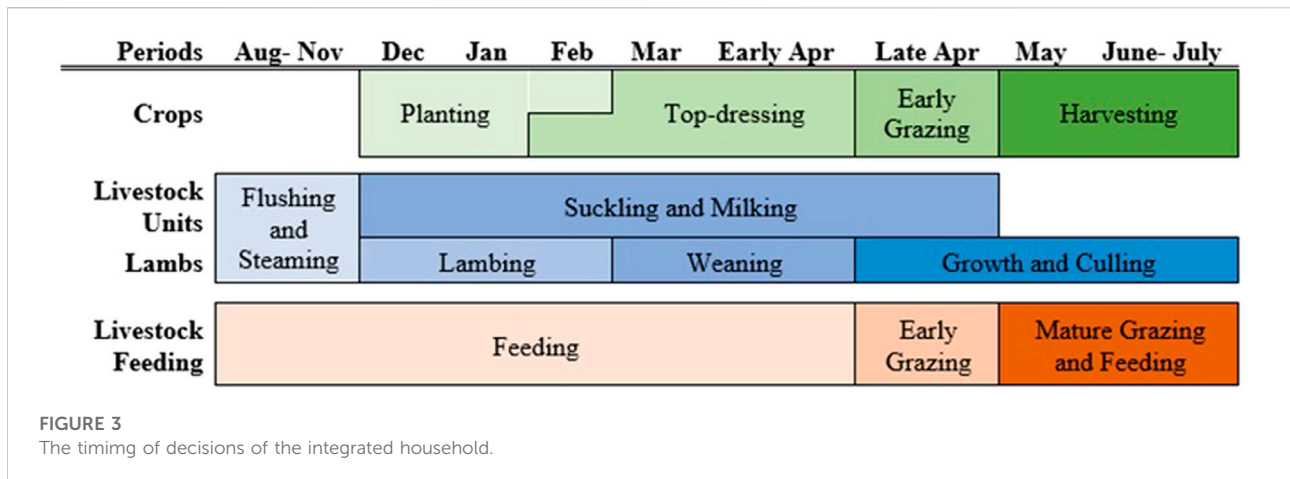 Periods Aug- Nov Dec Jan Feb Mar Early Apr Late Apr May June- July
Crops
Planting
Top-dressing
Early
Grazing
Harvesting
Livestock
Units
Lambs
Flushing
and
Steaming
Suckling and Milking
Lambing
Weaning
Growth and Culling
Livestock
Feeding
Feeding
Early
Grazing
Mature Grazing
and Feeding
FIGURE 3
The timimg of decisions of the integrated household.